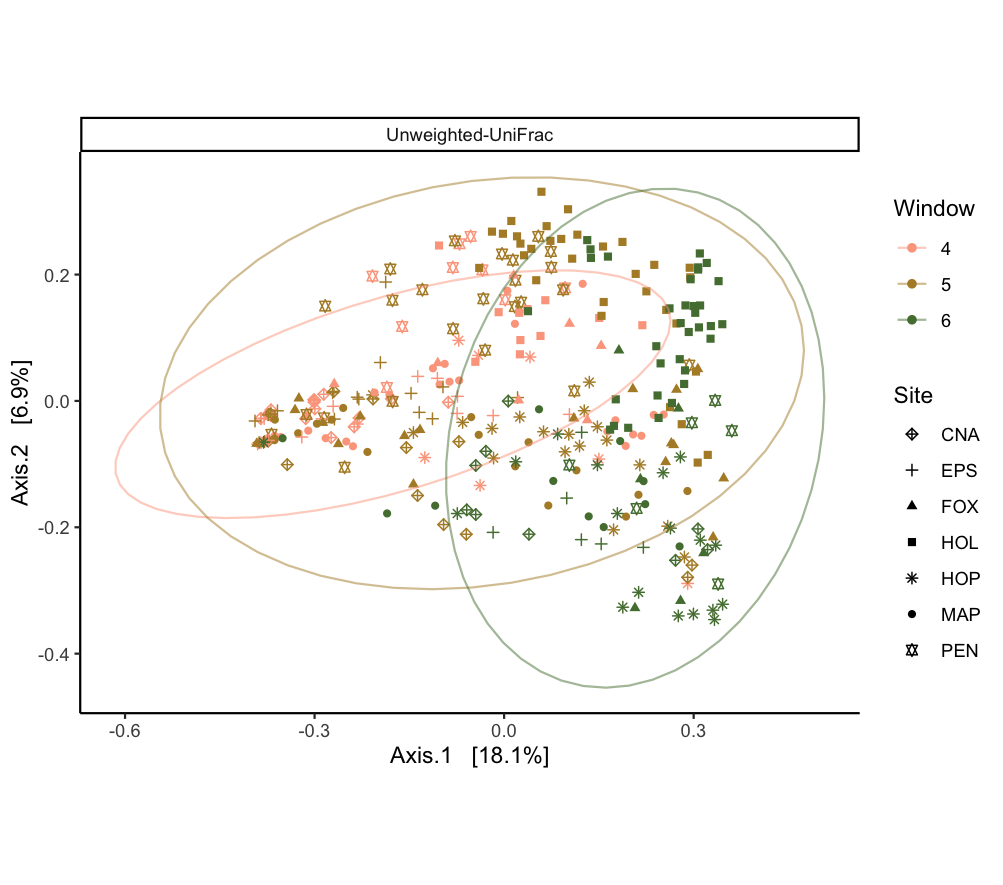 Unweighted-UniFrac
0.2
0.0
-0.2
-0.4
Axis.2 [6.9%]
-0.6 -0.3 0.0 0.3
Axis.1 [18.1%]
Window
4
5
6
Site
CNA
EPS
FOX
HOL
HOP
MAP
PEN